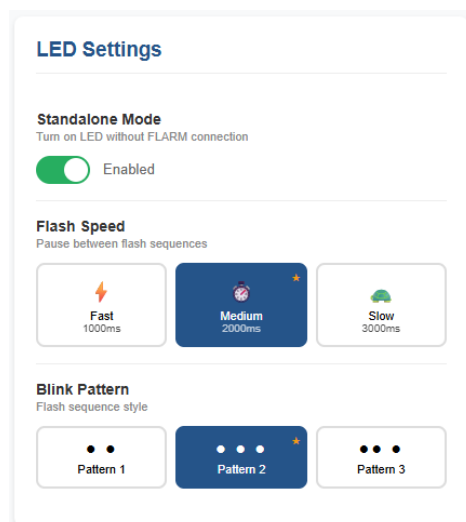 LED Settings
Standalone Mode
Turn on LED without FLARM connection
Enabled
Flash Speed
Pause between flash sequences
Fast
1000ms
Medium
2000ms
Slow
3000ms
Blink Pattern
Flash sequence style
Pattern 1
Pattern 2
Pattern 3